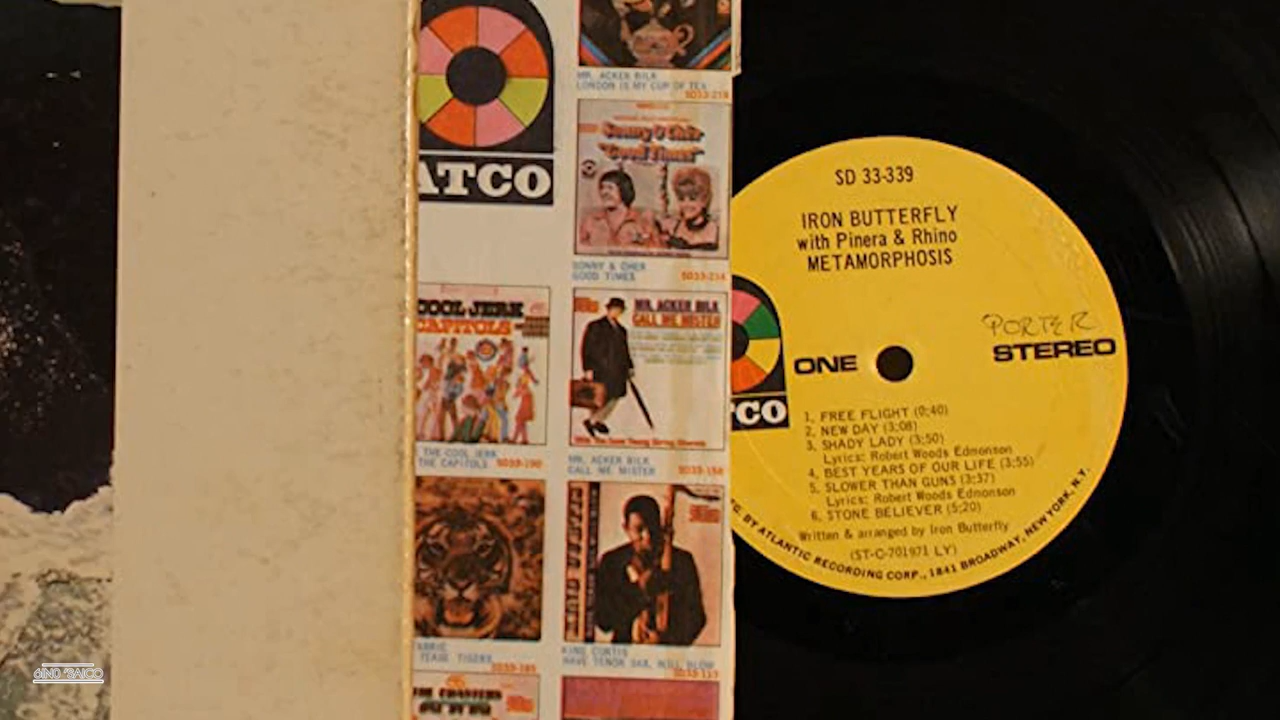 ATCO
MR. ACKER BILK
LONDON IS MY CUP OF TEA
Sonny & Cher
"Good Times"
SONNY & CHER
GOOD TIMES
COOL JERK
CAPITOLS
THE COOL JERK
THE CAPITOLS
SD33-190
MR. ACKER BILK
CALL ME MISTER
MR. ACKER BILK
CALL ME MISTER
KING CURTIS
HAVE TENOR SAX, WILL BLOW
THE COASTERS
SD 33-339
IRON BUTTERFLY
with Pinera & Rhino
METAMORPHOSIS
PORTER
ONE
STEREO
CO
1. FREE FLIGHT (0:40)
2. NEW DAY (3:08)
3. SHADY LADY (3:50)
Lyrics: Robert Woods Edmonson
4. BEST YEARS OF OUR LIFE (3:55)
5. SLOWER THAN GUNS (3:37)
Lyrics: Robert Woods Edmonson
6. STONE BELIEVER (5:20)
Written & arranged by Iron Butterfly
(ST-C-701971 LY)
BY ATLANTIC RECORDING CORP., 1841 BROADWAY, NEW YORK, N.Y.